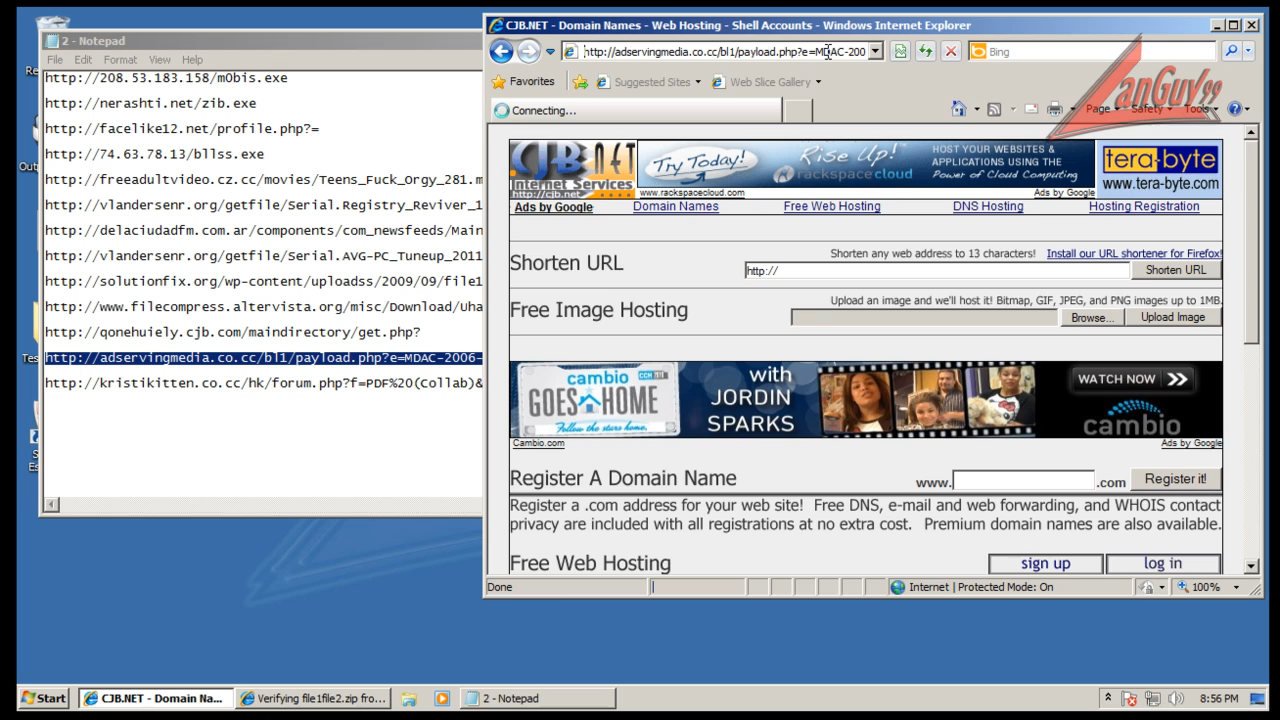 2 - Notepad
File Edit Format View Help
http://208.53.183.158/m0bis.exe
http://nerashti.net/zib.exe
http://facelike12.net/profile.php?=
http://74.63.78.13/bllss.exe
http://freeadultvideo.cz.cc/movies/Teens_Fuck_Orgy_281.m
http://vlandersenr.org/getfile/Serial.Registry_Reviver_1
http://delaciudadfm.com.ar/components/com_newsfeeds/Main
http://vlandersenr.org/getfile/Serial.AVG-PC_Tuneup_2011
http://solutionfix.org/wp-content/uploadss/2009/09/file1
http://www.filecompress.altervista.org/misc/Download/Uha
http://qonehuiely.cjb.com/maindirectory/get.php?
http://adservingmedia.co.cc/bl1/payload.php?e=MDAC-2006-
http://kristikitten.co.cc/hk/forum.php?f=PDF%20(Collab)&
CJB.NET - Domain Names - Web Hosting - Shell Accounts - Windows Internet Explorer
http://adservingmedia.co.cc/bl1/payload.php?e=MDAC-200
Bing
Favorites Suggested Sites Web Slice Gallery
Connecting...
Page Safety Tools
anGuy99
CJB NET
Internet Services
http://cjb.net
Try Today!
Rise Up!
rackspacecloud
HOST YOUR WEBSITES &
APPLICATIONS USING THE
Power of Cloud Computing
www.rackspacecloud.com Ads by Google
tera-byte
www.tera-byte.com
Ads by Google Domain Names Free Web Hosting DNS Hosting Hosting Registration
Shorten URL
Shorten any web address to 13 characters! Install our URL shortener for Firefox!
http:// Shorten URL
Free Image Hosting
Upload an image and we'll host it! Bitmap, GIF, JPEG, and PNG images up to 1MB.
Browse... Upload Image
cambio
GOES HOME
Follow the stars home.
with
JORDIN
SPARKS
WATCH NOW
cambio
Cambio.com Ads by Google
Register A Domain Name www. .com Register it!
Register a .com address for your web site! Free DNS, e-mail and web forwarding, and WHOIS contact
privacy are included with all registrations at no extra cost. Premium domain names are also available.
Free Web Hosting sign up log in
Done Internet | Protected Mode: On 100%
Start CJB.NET - Domain Na... Verifying file1file2.zip fro... 2 - Notepad 8:56 PM